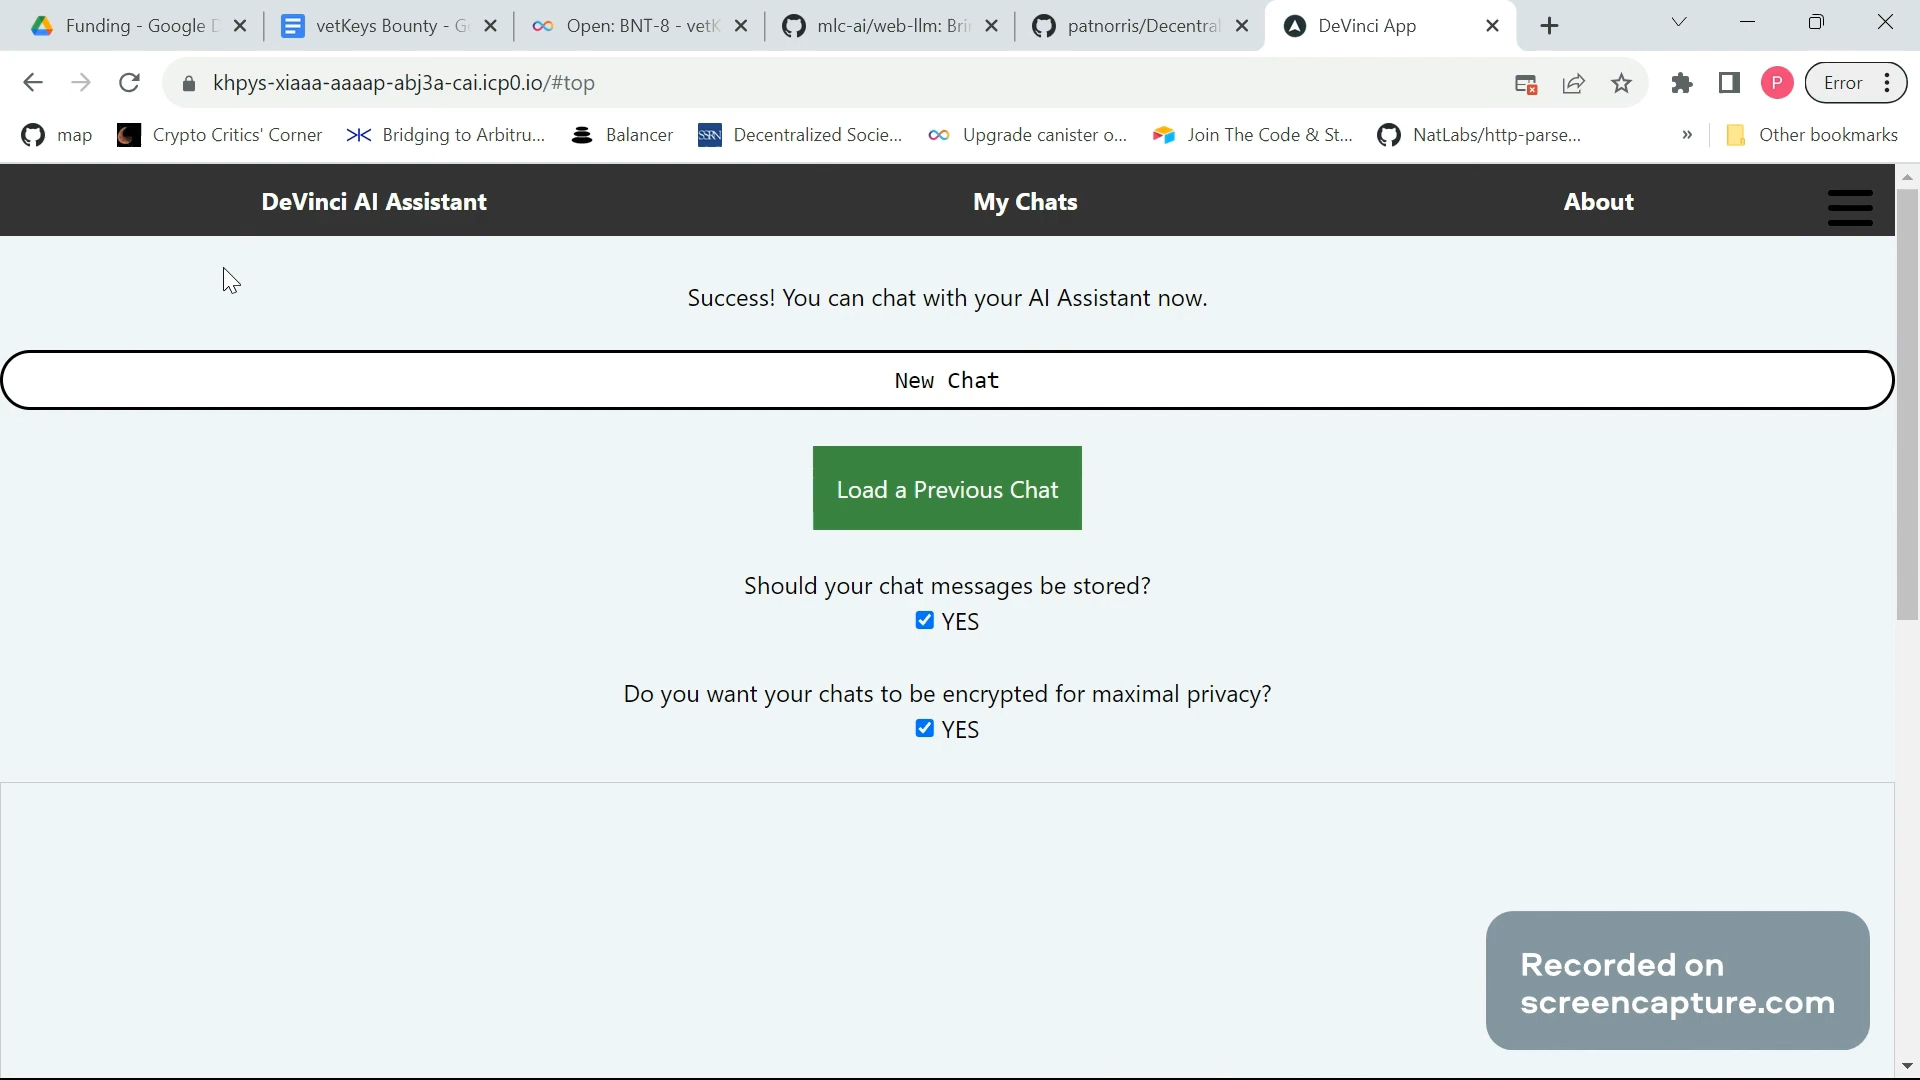 Funding - Google D
vetKeys Bounty - G
Open: BNT-8 - vetK
mlc-ai/web-llm: Bri
patnorris/Decentral
DeVinci App
khpys-xiaaa-aaaap-abj3a-cai.icp0.io/#top
P
Error
map
Crypto Critics' Corner
Bridging to Arbitru...
Balancer
SSRN
Decentralized Socie...
Upgrade canister o...
Join The Code & St...
NatLabs/http-parse...
»
Other bookmarks
DeVinci AI Assistant
My Chats
About
Success! You can chat with your AI Assistant now.
New Chat
Load a Previous Chat
Should your chat messages be stored?
YES
Do you want your chats to be encrypted for maximal privacy?
YES
Recorded on
screencapture.com